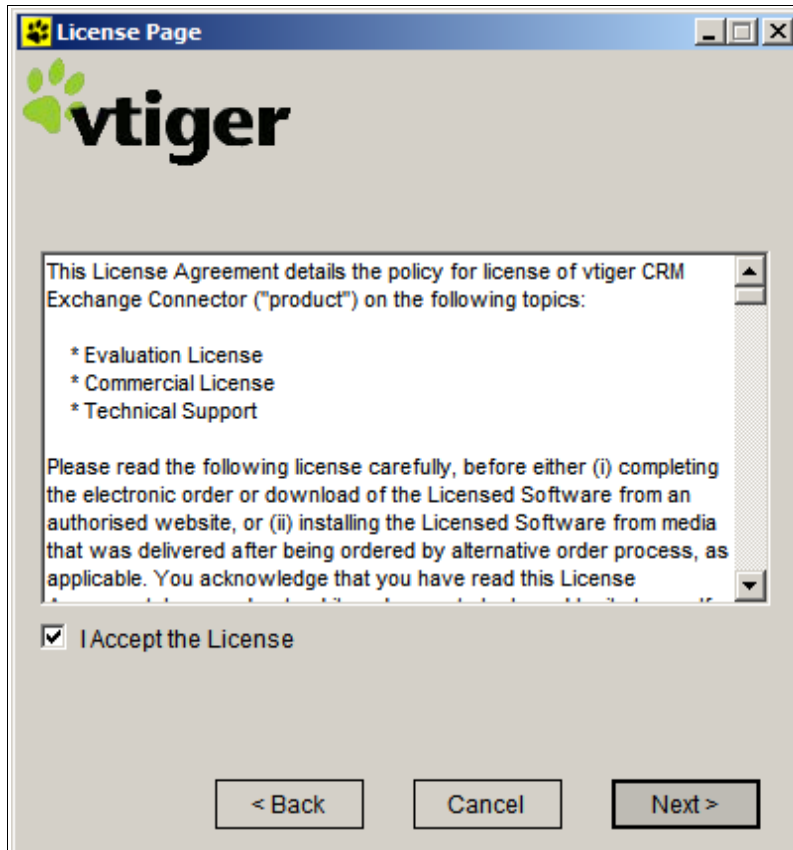 License Page
vtiger
This License Agreement details the policy for license of vtiger CRM
Exchange Connector ("product") on the following topics:
* Evaluation License
* Commercial License
* Technical Support
Please read the following license carefully, before either (i) completing
the electronic order or download of the Licensed Software from an
authorised website, or (ii) installing the Licensed Software from media
that was delivered after being ordered by alternative order process, as
applicable. You acknowledge that you have read this License
I Accept the License
< Back
Cancel
Next >